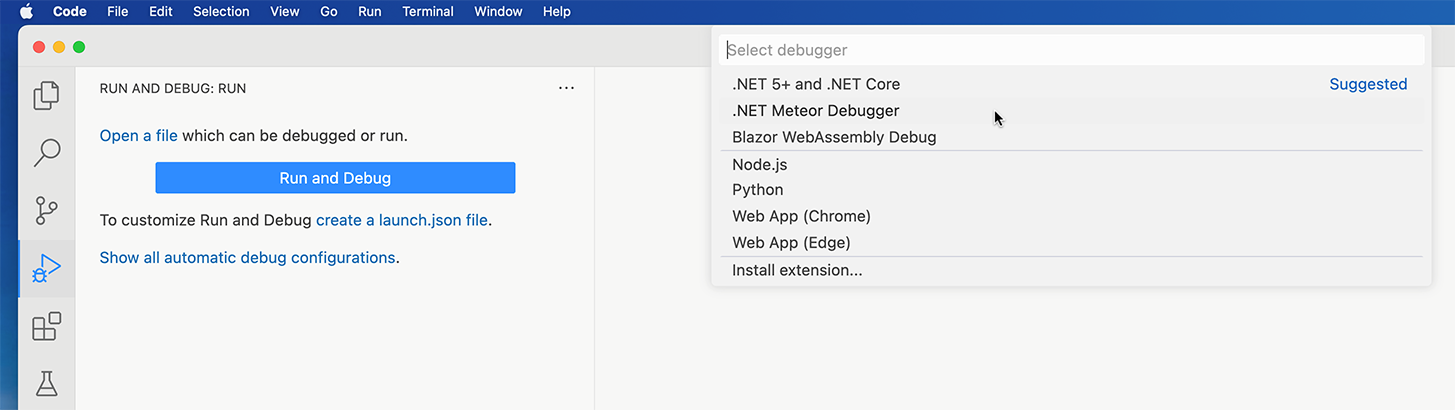 Code File Edit Selection View Go Run Terminal Window Help
Select debugger
.NET 5+ and .NET Core Suggested
.NET Meteor Debugger
Blazor WebAssembly Debug
Node.js
Python
Web App (Chrome)
Web App (Edge)
Install extension...
RUN AND DEBUG: RUN
Open a file which can be debugged or run.
Run and Debug
To customize Run and Debug create a launch.json file.
Show all automatic debug configurations.